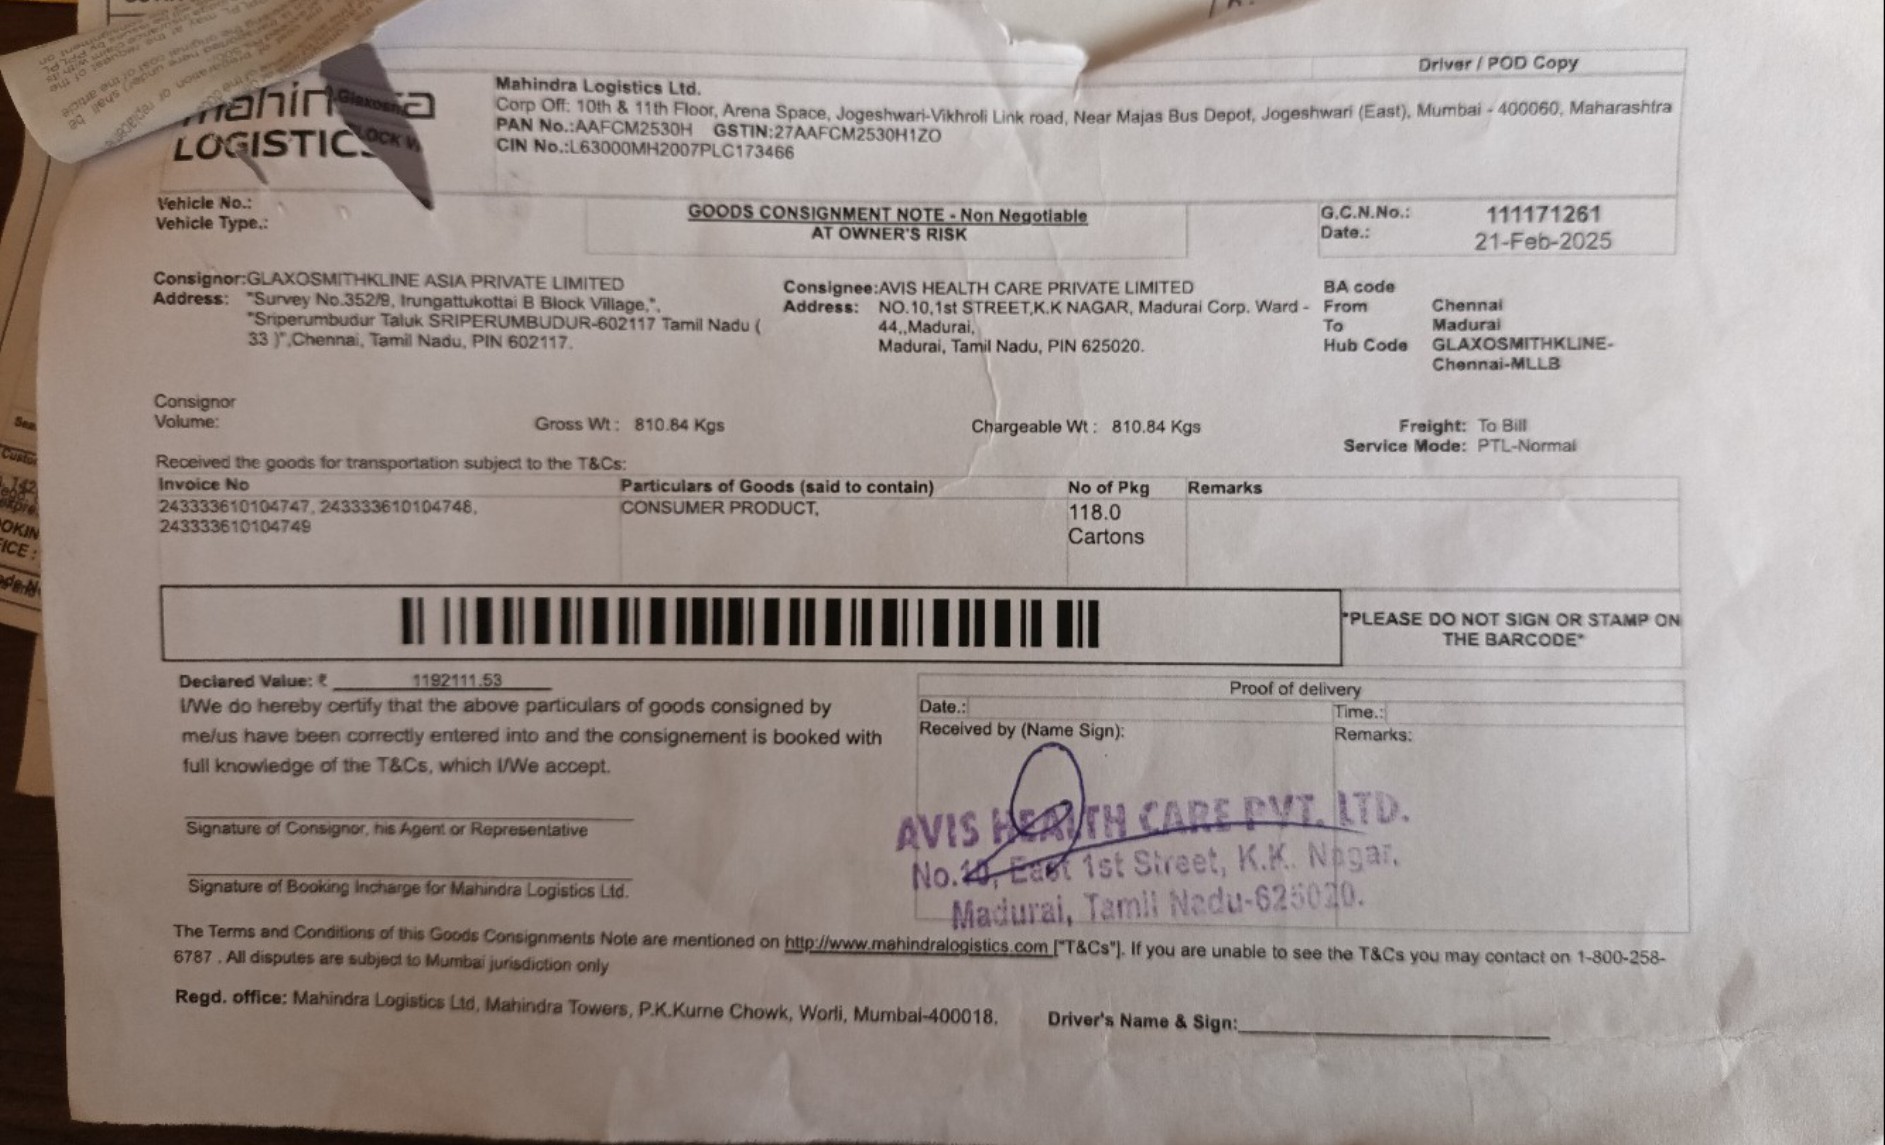 Driver / POD Copy
LOGISTICS
Mahindra Logistics Ltd.
Corp Off: 10th & 11th Floor, Arena Space, Jogeshwari-Vikhroli Link road, Near Majas Bus Depot, Jogeshwari (East), Mumbai - 400060, Maharashtra
PAN No.:AAFCM2530H GSTIN:27AAFCM2530H1ZO
CIN No.:L63000MH2007PLC173466
Vehicle No.:
Vehicle Type.:
GOODS CONSIGNMENT NOTE - Non Negotiable
AT OWNER'S RISK
G.C.N.No.: 111171261
Date.: 21-Feb-2025
Consignor:GLAXOSMITHKLINE ASIA PRIVATE LIMITED
Address: "Survey No.352/9, Irungattukottai B Block Village,",
"Sriperumbudur Taluk SRIPERUMBUDUR-602117 Tamil Nadu (
33 )",Chennai, Tamil Nadu, PIN 602117.
Consignee:AVIS HEALTH CARE PRIVATE LIMITED
Address: NO.10,1st STREET,K.K NAGAR, Madurai Corp. Ward -
44,,Madurai,
Madurai, Tamil Nadu, PIN 625020.
BA code
From Chennai
To Madurai
Hub Code GLAXOSMITHKLINE-
Chennai-MLLB
Consignor
Volume:
Gross Wt : 810.84 Kgs
Chargeable Wt : 810.84 Kgs
Freight: To Bill
Service Mode: PTL-Normal
Received the goods for transportation subject to the T&Cs:
Invoice No Particulars of Goods (said to contain) No of Pkg Remarks
243333610104747, 243333610104748, CONSUMER PRODUCT, 118.0
243333610104749 Cartons
*PLEASE DO NOT SIGN OR STAMP ON
THE BARCODE*
Declared Value: ₹ 1192111.53
I/We do hereby certify that the above particulars of goods consigned by
me/us have been correctly entered into and the consignement is booked with
full knowledge of the T&Cs, which I/We accept.
Signature of Consignor, his Agent or Representative
Signature of Booking Incharge for Mahindra Logistics Ltd.
Proof of delivery
Date.: Time.:
Received by (Name Sign): Remarks:
AVIS HEALTH CARE PVT. LTD.
No.10, East 1st Street, K.K. Nagar,
Madurai, Tamil Nadu-625020.
The Terms and Conditions of this Goods Consignments Note are mentioned on http://www.mahindralogistics.com ["T&Cs"]. If you are unable to see the T&Cs you may contact on 1-800-258-
6787 . All disputes are subject to Mumbai jurisdiction only
Regd. office: Mahindra Logistics Ltd, Mahindra Towers, P.K.Kurne Chowk, Worli, Mumbai-400018.
Driver's Name & Sign: